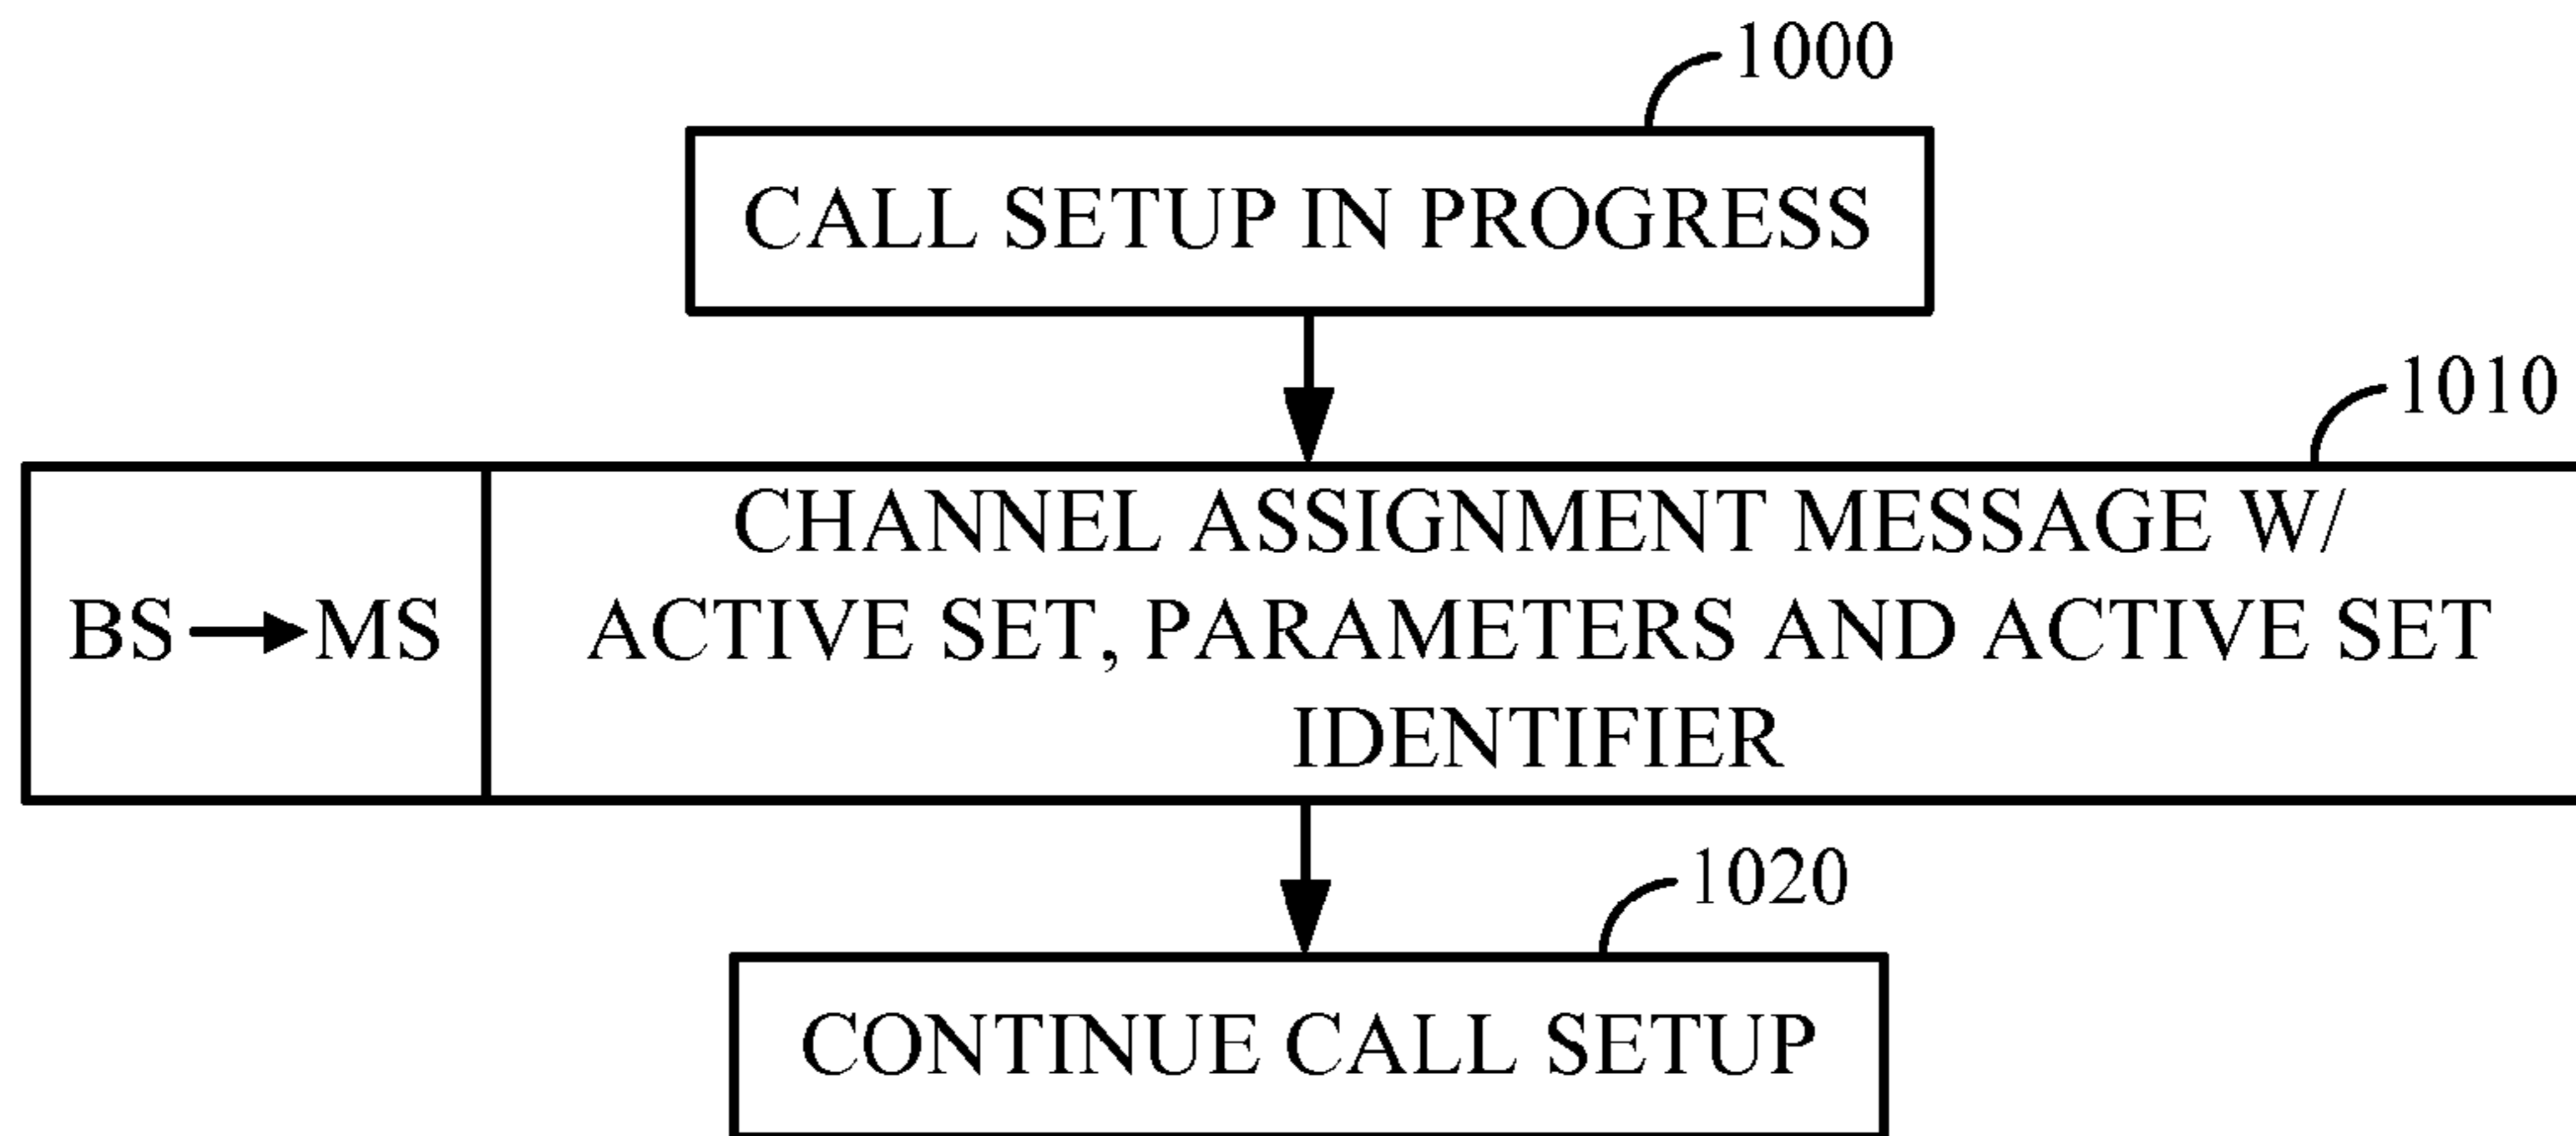 1000
CALL SETUP IN PROGRESS
1010
CHANNEL ASSIGNMENT MESSAGE W/
BS MS
ACTIVE SET, PARAMETERS AND ACTIVE SET
IDENTIFIER
1020
CONTINUE CALL SETUP